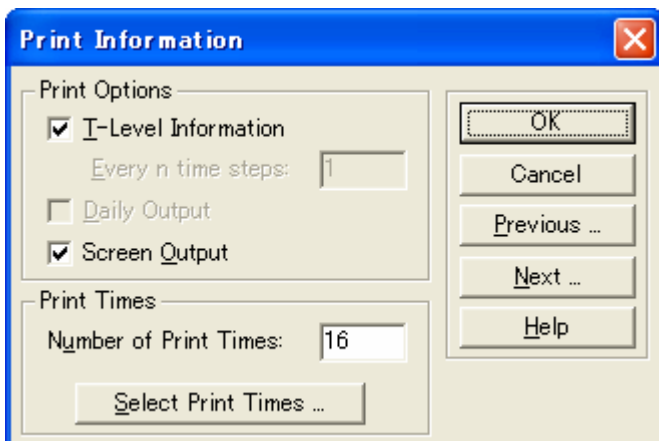 Print Information
Print Options
T-Level Information
Every n time steps: 1
Daily Output
Screen Output
Print Times
Number of Print Times: 16
Select Print Times ...
OK
Cancel
Previous ...
Next ...
Help